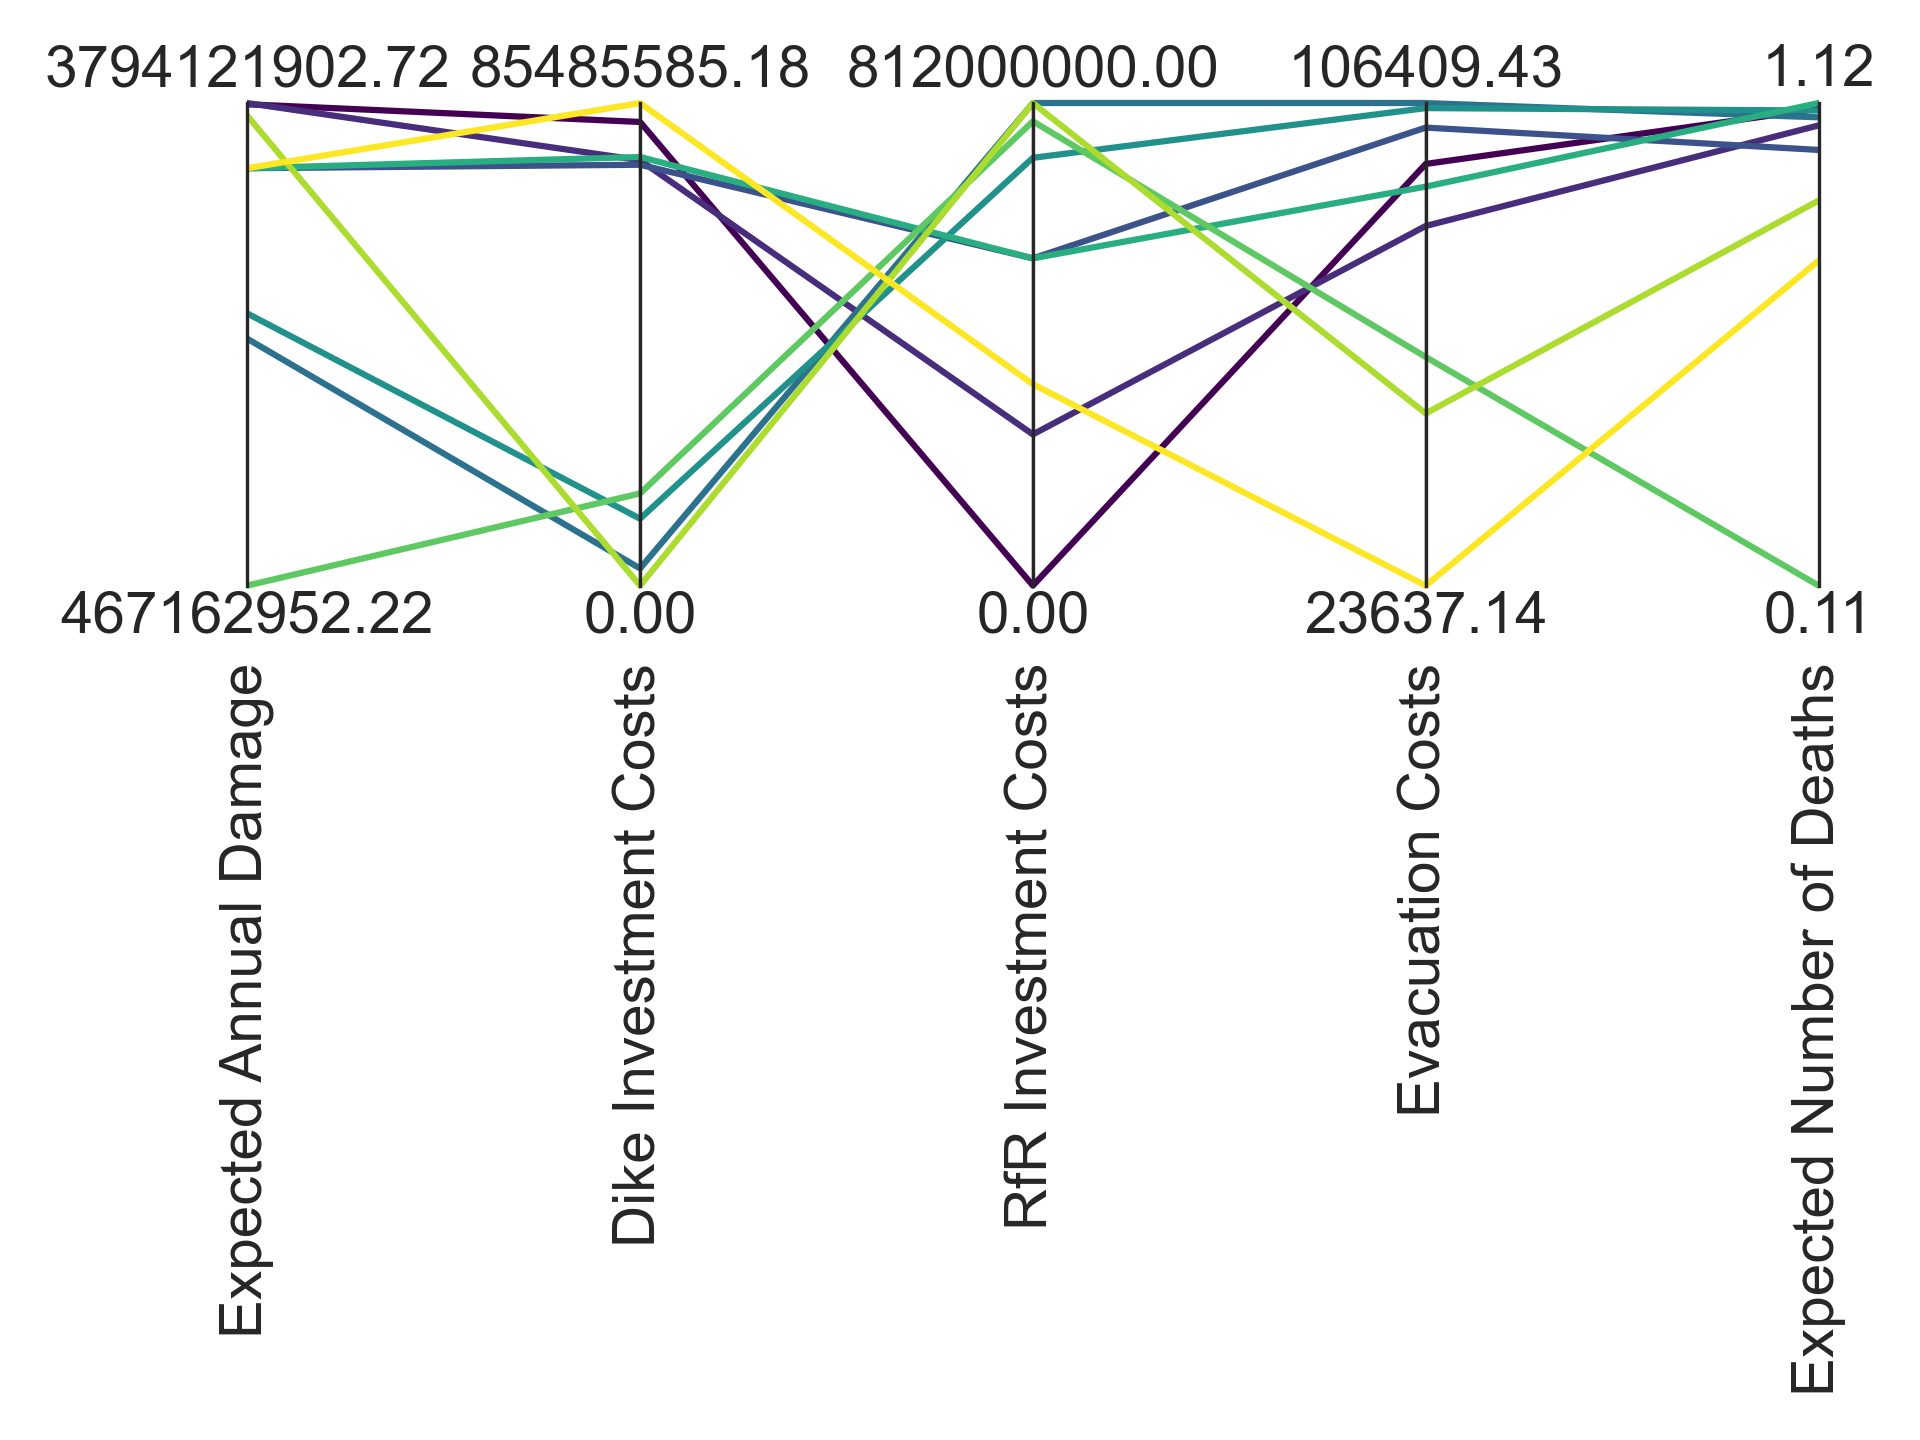 3794121902.72
85485585.18
812000000.00
106409.43
1.12
467162952.22
0.00
0.00
23637.14
0.11
Expected Annual Damage
Dike Investment Costs
RfR Investment Costs
Evacuation Costs
Expected Number of Deaths